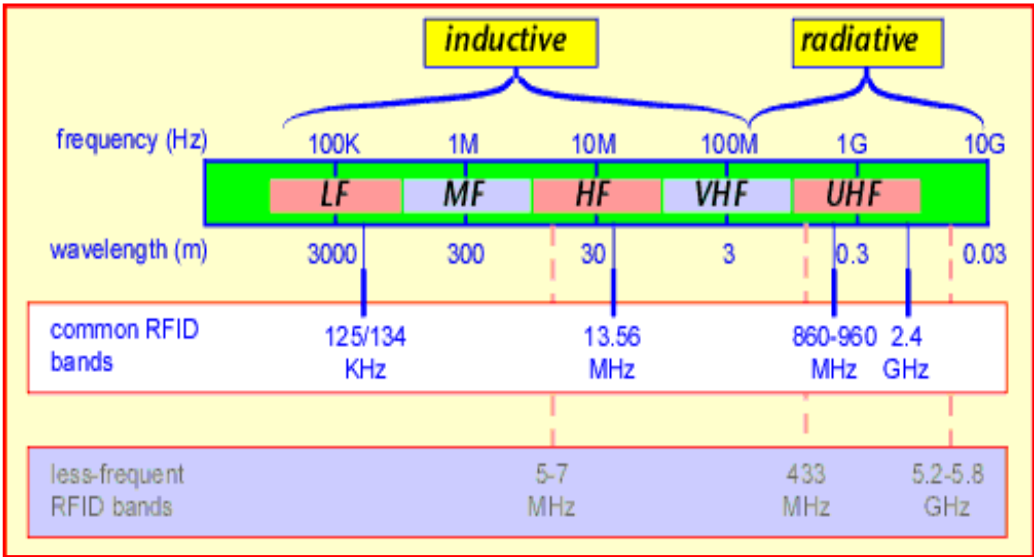 inductive radiative
frequency (Hz) 100K 1M 10M 100M 1G 10G
LF MF HF VHF UHF
wavelength (m) 3000 300 30 3 0.3 0.03
common RFID 125/134 13.56 860-960 2.4
bands KHz MHz MHz GHz
less-frequent 5-7 433 5.2-5.8
RFID bands MHz MHz GHz